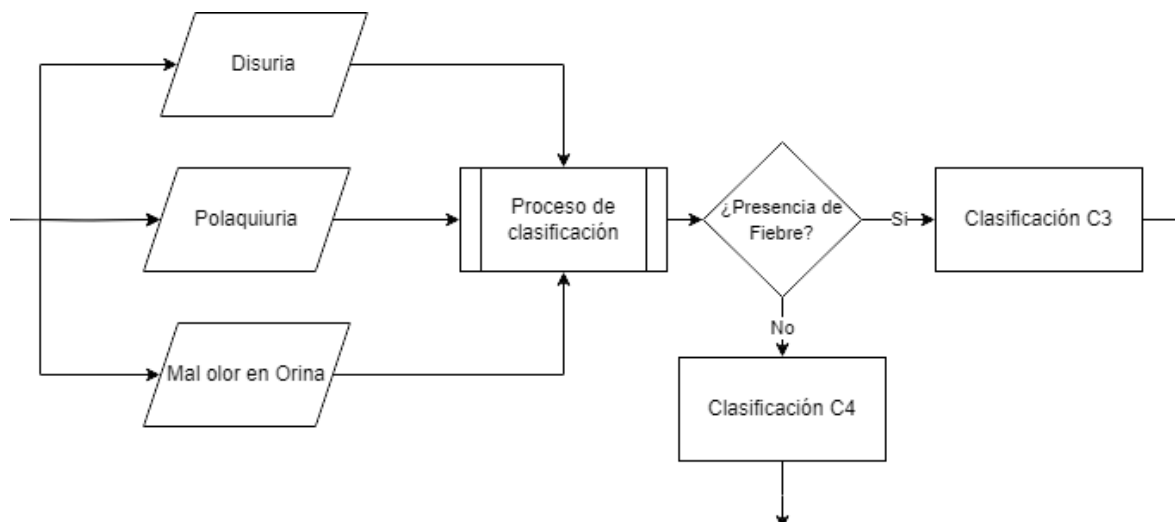 Disuria
Polaquiuria
Mal olor en Orina
Proceso de
clasificación
¿Presencia de
Fiebre?
Si
Clasificación C3
No
Clasificación C4